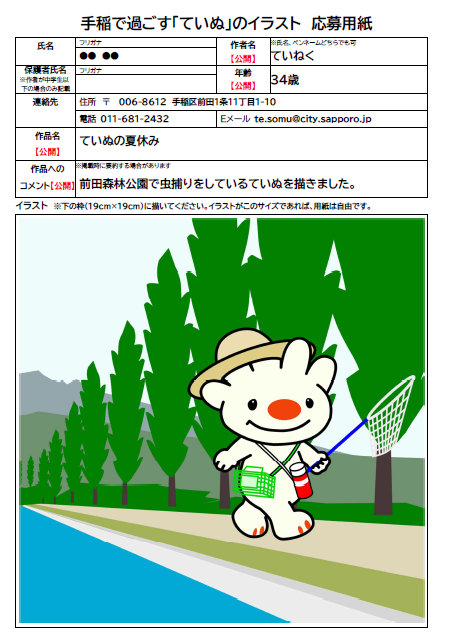 手稲で過ごす「ていぬ」のイラスト 応募用紙
氏名
フリガナ
●● ●●
作者名
【公開】
※氏名、ペンネームどちらでも可
ていねく
保護者氏名
※作者が中学生以
下の場合のみ記載
フリガナ
年齢
【公開】
34歳
連絡先
住所 〒 006-8612 手稲区前田1条11丁目1-10
電話 011-681-2432
Eメール te.somu@city.sapporo.jp
作品名
【公開】
ていぬの夏休み
作品への
コメント【公開】
※掲載時に要約する場合があります
前田森林公園で虫捕りをしているていぬを描きました。
イラスト ※下の枠(19cm×19cm)に描いてください。イラストがこのサイズであれば、用紙は自由です。